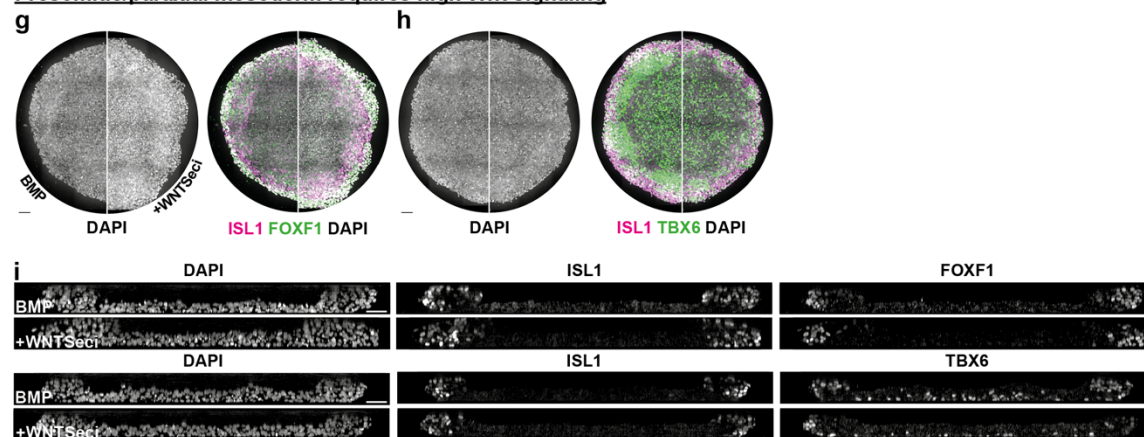 g
h
BMP
+WNTSeci
DAPI
ISL1 FOXF1 DAPI
DAPI
ISL1 TBX6 DAPI
i
DAPI
ISL1
FOXF1
BMP
+WNTSeci
DAPI
ISL1
TBX6
BMP
+WNTSeci